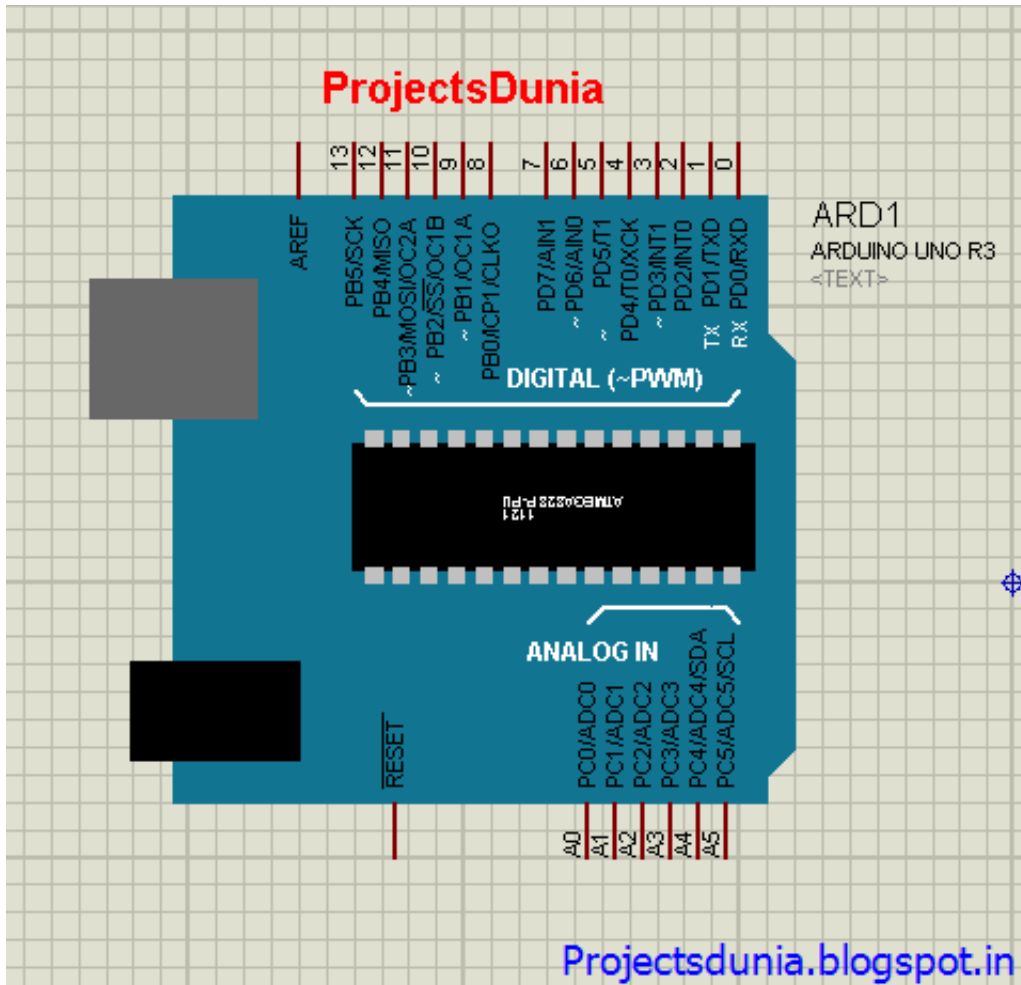 ProjectsDunia
13
12
11
10
9
8
7
6
5
4
3
2
1
0
ARD1
ARDUINO UNO R3
<TEXT>
AREF
PB5/SCK
PB4/MISO
~PB3/MOSI/OC2A
~ PB2/SS/OC1B
~ PB1/OC1A
PB0/ICP1/CLKO
PD7/AIN1
~ PD6/AIN0
~ PD5/T1
PD4/T0/XCK
~ PD3/INT1
PD2/INT0
TX PD1/TXD
RX PD0/RXD
DIGITAL (~PWM)
ATMEGA328P-PU
1121
ANALOG IN
RESET
PC0/ADC0
PC1/ADC1
PC2/ADC2
PC3/ADC3
PC4/ADC4/SDA
PC5/ADC5/SCL
A0
A1
A2
A3
A4
A5
Projectsdunia.blogspot.in